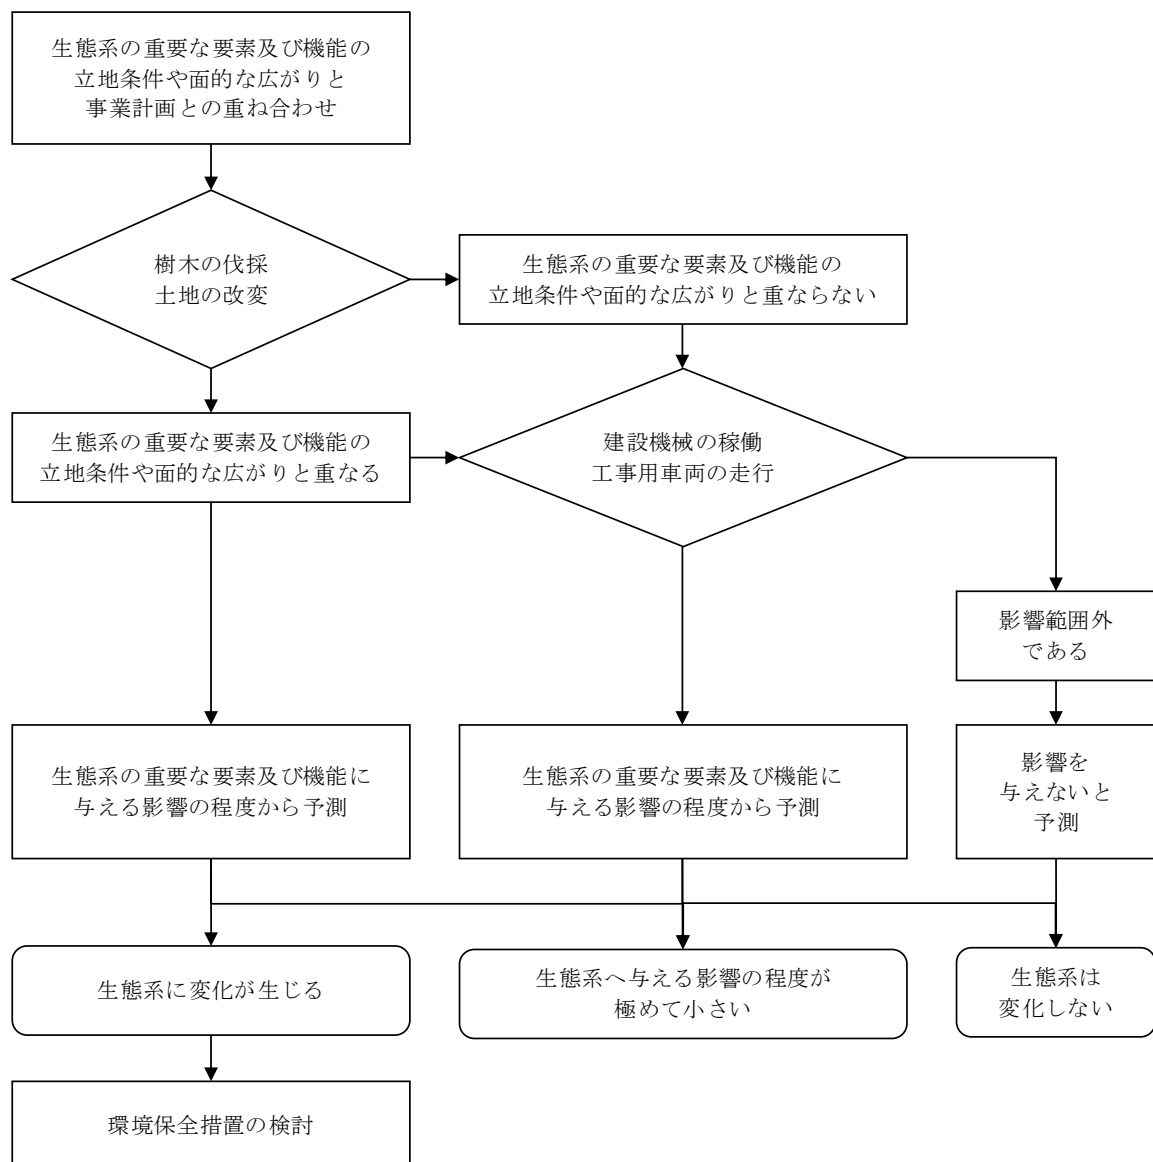 生態系の重要な要素及び機能の
立地条件や面的な広がりと
事業計画との重ね合わせ
樹木の伐採
土地の改変
生態系の重要な要素及び機能の
立地条件や面的な広がりと重ならない
生態系の重要な要素及び機能の
立地条件や面的な広がりと重なる
建設機械の稼働
工事用車両の走行
影響範囲外
である
生態系の重要な要素及び機能に
与える影響の程度から予測
生態系の重要な要素及び機能に
与える影響の程度から予測
影響を
与えないと
予測
生態系に変化が生じる
生態系へ与える影響の程度が
極めて小さい
生態系は
変化しない
環境保全措置の検討